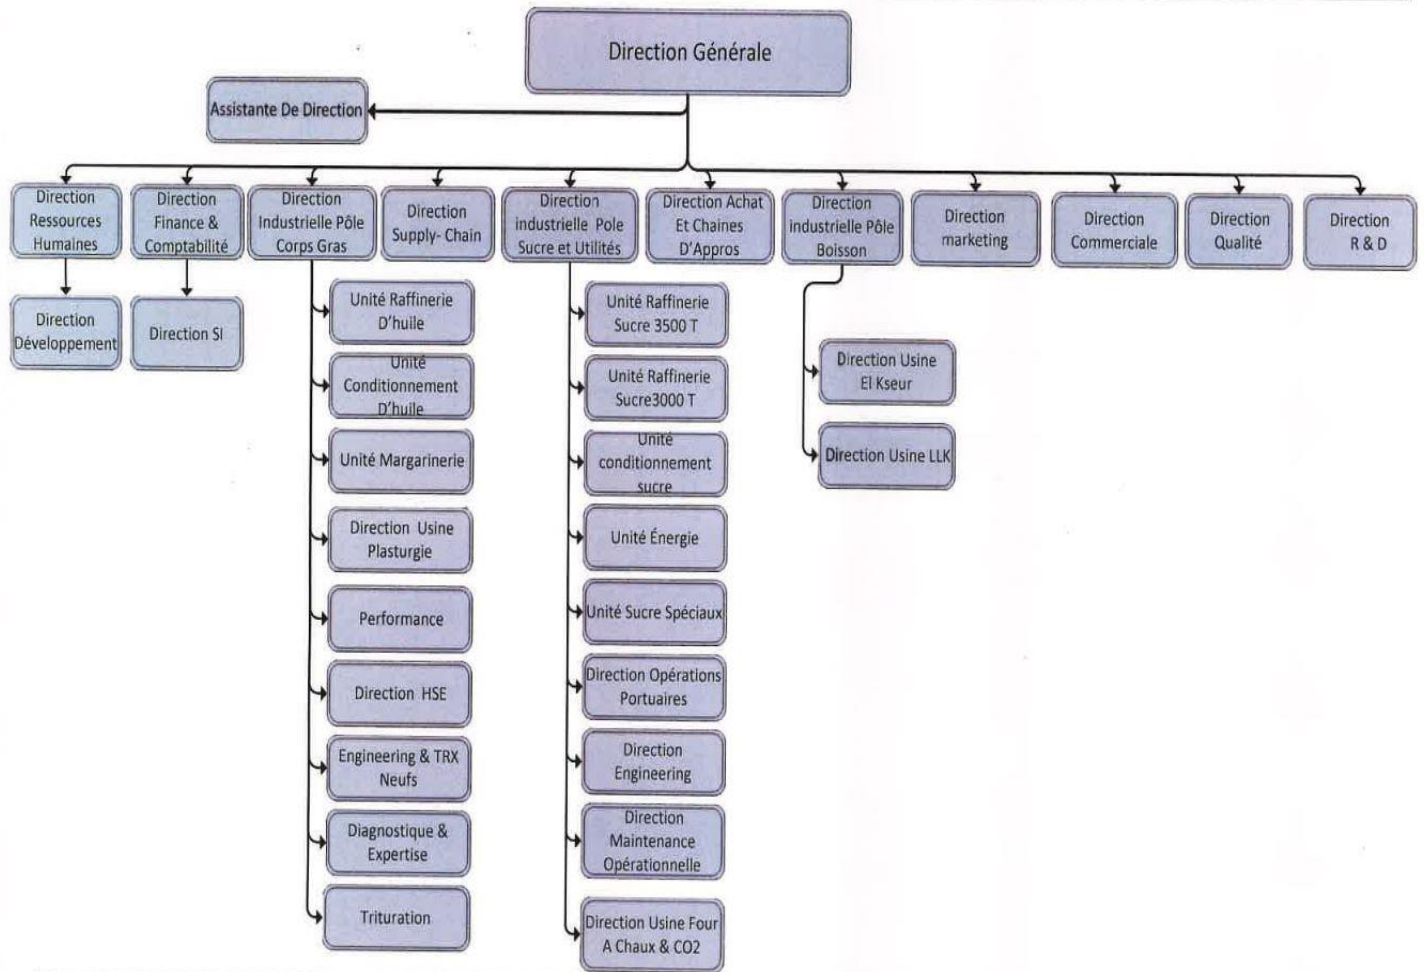 Direction Générale
Assistante De Direction
Direction
Ressources
Humaines
Direction
Finance &
Comptabilité
Direction
Industrielle Pôle
Corps Gras
Direction
Supply- Chain
Direction
industrielle Pole
Sucre et Utilités
Direction Achat
Et Chaines
D'Appros
Direction
industrielle Pôle
Boisson
Direction
marketing
Direction
Commerciale
Direction
Qualité
Direction
R & D
Direction
Développement
Direction SI
Unité Raffinerie
D'huile
Unité
Conditionnement
D'huile
Unité Margarinerie
Direction Usine
Plasturgie
Performance
Direction HSE
Engineering & TRX
Neufs
Diagnostique &
Expertise
Trituration
Unité Raffinerie
Sucre 3500 T
Unité Raffinerie
Sucre3000 T
Unité
conditionnement
sucre
Unité Énergie
Unité Sucre Spéciaux
Direction Opérations
Portuaires
Direction
Engineering
Direction
Maintenance
Opérationnelle
Direction Usine Four
A Chaux & CO2
Direction Usine
El Kseur
Direction Usine LLK